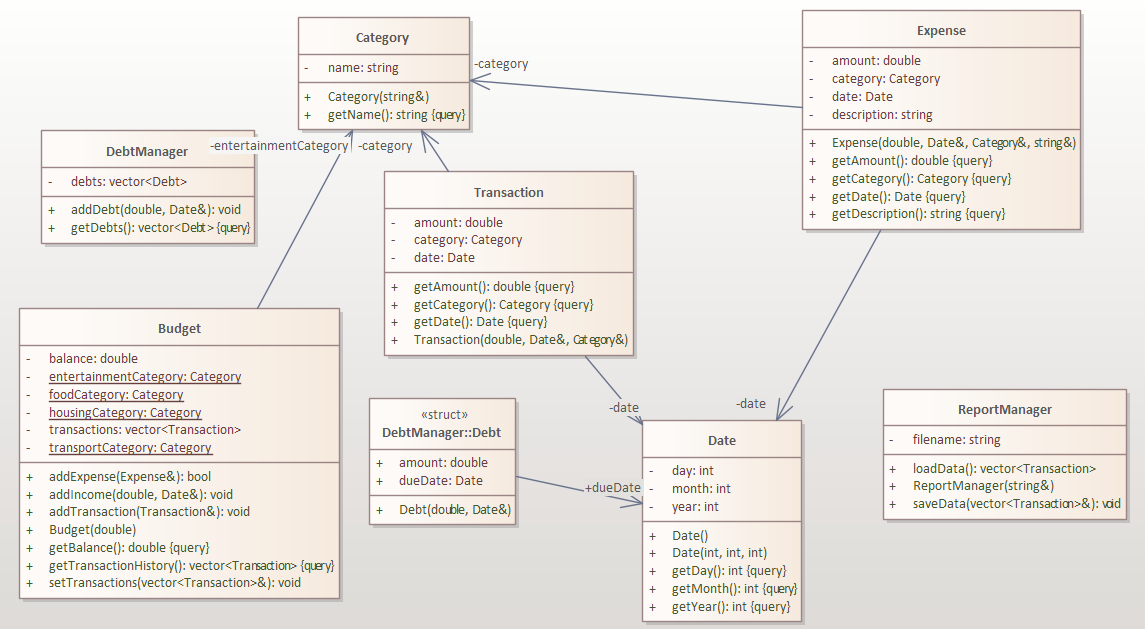 Category
- name: string
+ Category(string&)
+ getName(): string {query}
-category
Expense
- amount: double
- category: Category
- date: Date
- description: string
+ Expense(double, Date&, Category&, string&)
+ getAmount(): double {query}
+ getCategory(): Category {query}
+ getDate(): Date {query}
+ getDescription(): string {query}
DebtManager
- debts: vector<Debt>
+ addDebt(double, Date&): void
+ getDebts(): vector<Debt> {query}
-entertainmentCategory
-category
Transaction
- amount: double
- category: Category
- date: Date
+ getAmount(): double {query}
+ getCategory(): Category {query}
+ getDate(): Date {query}
+ Transaction(double, Date&, Category&)
Budget
- balance: double
- entertainmentCategory: Category
- foodCategory: Category
- housingCategory: Category
- transactions: vector<Transaction>
- transportCategory: Category
+ addExpense(Expense&): bool
+ addIncome(double, Date&): void
+ addTransaction(Transaction&): void
+ Budget(double)
+ getBalance(): double {query}
+ getTransactionHistory(): vector<Transaction> {query}
+ setTransactions(vector<Transaction>&): void
«struct»
DebtManager::Debt
+ amount: double
+ dueDate: Date
+ Debt(double, Date&)
-date
-date
+dueDate
Date
- day: int
- month: int
- year: int
+ Date()
+ Date(int, int, int)
+ getDay(): int {query}
+ getMonth(): int {query}
+ getYear(): int {query}
ReportManager
- filename: string
+ loadData(): vector<Transaction>
+ ReportManager(string&)
+ saveData(vector<Transaction>&): void